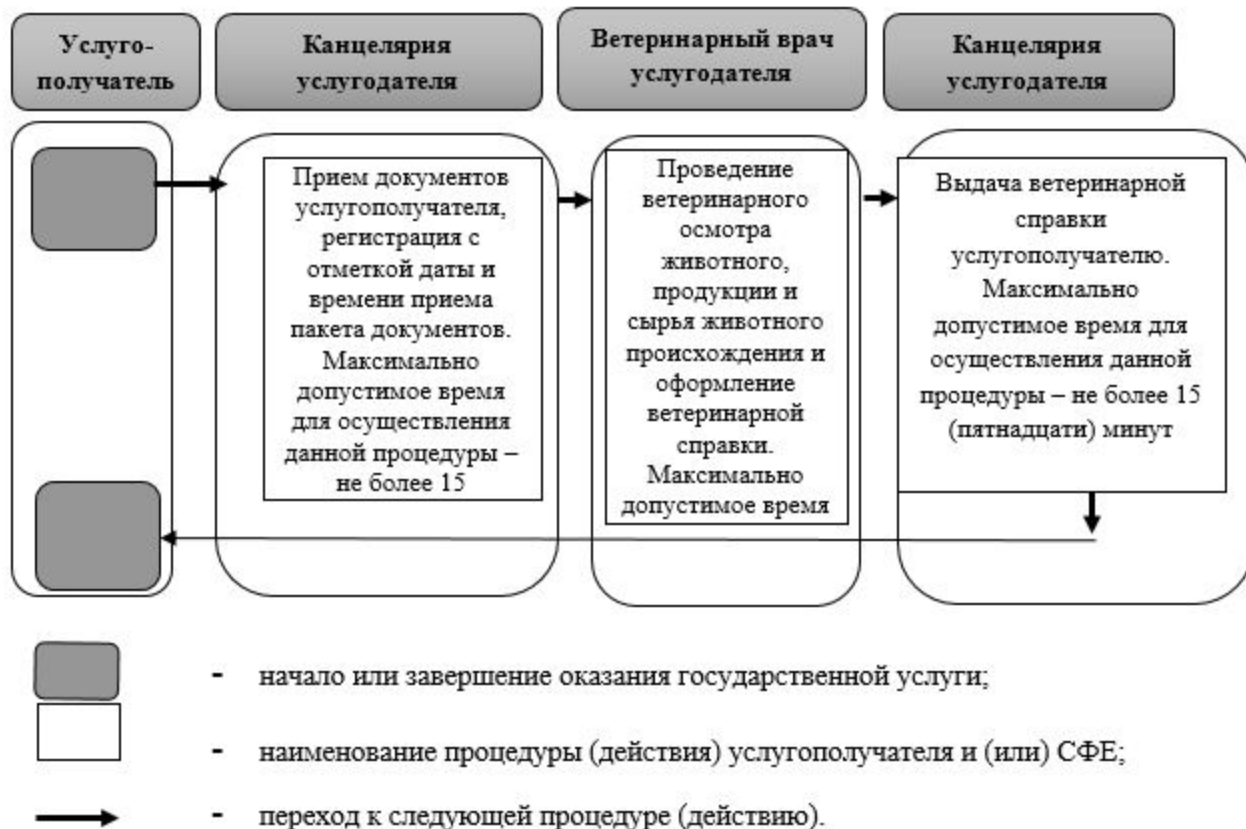 Услуго-
получатель
Канцелярия
услугодателя
Ветеринарный врач
услугодателя
Канцелярия
услугодателя
Прием документов
услугополучателя,
регистрация с
отметкой даты и
времени приема
пакета документов.
Максимально
допустимое время
для осуществления
данной процедуры –
не более 15
Проведение
ветеринарного
осмотра
животного,
продукции и
сырья животного
происхождения и
оформление
ветеринарной
справки.
Максимально
допустимое время
Выдача ветеринарной
справки
услугополучателю.
Максимально
допустимое время для
осуществления данной
процедуры – не более 15
(пятнадцати) минут
- начало или завершение оказания государственной услуги;
- наименование процедуры (действия) услугополучателя и (или) СФЕ;
- переход к следующей процедуре (действию).